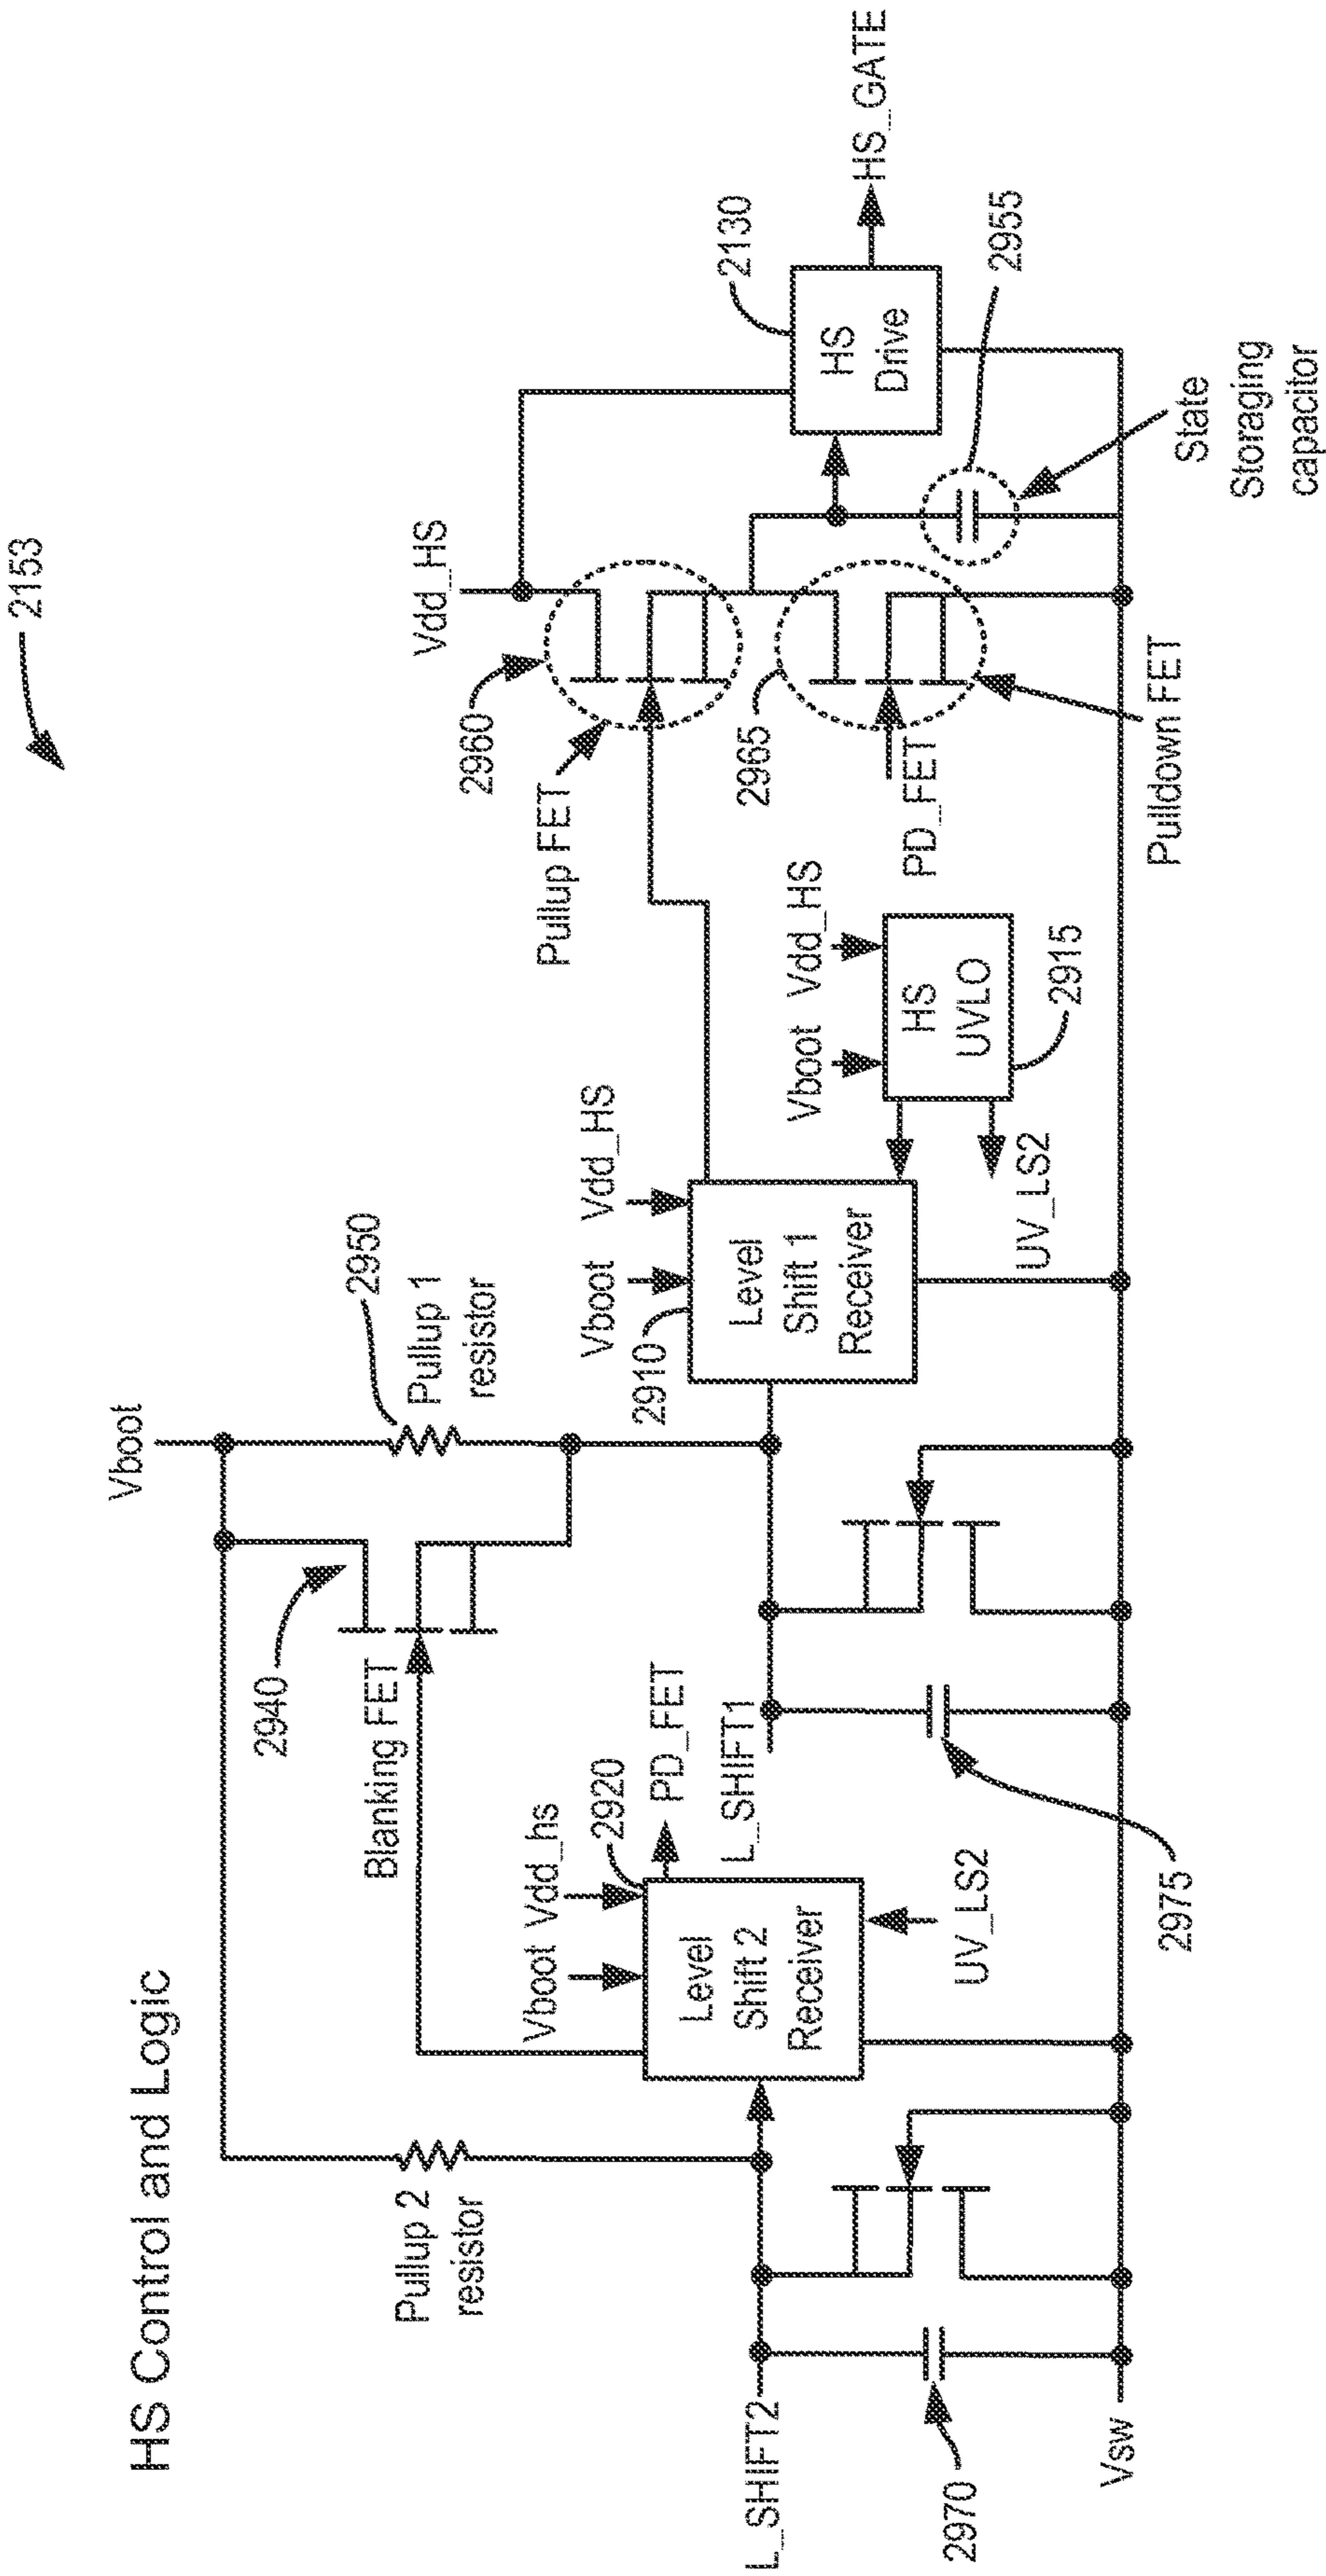 HS Control and Logic
2153
Vboot
Pullup 2
resistor
2940
Blanking FET
2950
Pullup 1
resistor
Vdd_HS
2960
Pullup FET
2965
PD_FET
Pulldown FET
2130
HS
Drive
HS_GATE
2955
State
Storaging
capacitor
Vboot
Vdd_hs
2920
PD_FET
Level
Shift 2
Receiver
UV_LS2
L_SHIFT1
Vboot
Vdd_HS
2910
Level
Shift 1
Receiver
Vboot
Vdd_HS
HS
UVLO
2915
UV_LS2
L_SHIFT2
2970
2975
Vsw